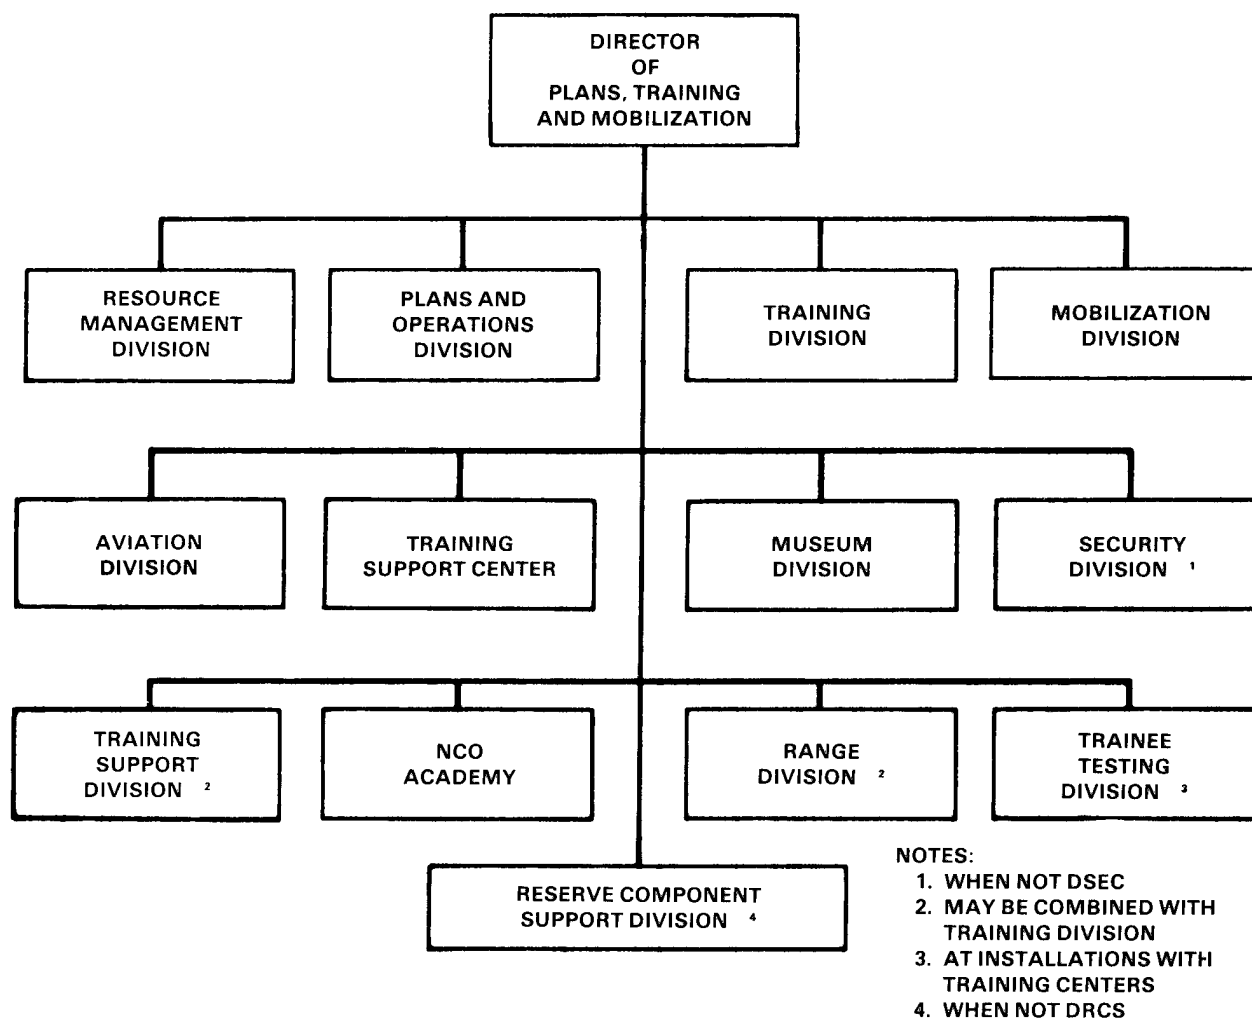 DIRECTOR
OF
PLANS, TRAINING
AND MOBILIZATION
RESOURCE
MANAGEMENT
DIVISION
PLANS AND
OPERATIONS
DIVISION
TRAINING
DIVISION
MOBILIZATION
DIVISION
AVIATION
DIVISION
TRAINING
SUPPORT CENTER
MUSEUM
DIVISION
SECURITY
DIVISION 1
TRAINING
SUPPORT
DIVISION 2
NCO
ACADEMY
RANGE
DIVISION 2
TRAINEE
TESTING
DIVISION 3
RESERVE COMPONENT
SUPPORT DIVISION 4
NOTES:
1. WHEN NOT DSEC
2. MAY BE COMBINED WITH
TRAINING DIVISION
3. AT INSTALLATIONS WITH
TRAINING CENTERS
4. WHEN NOT DRCS